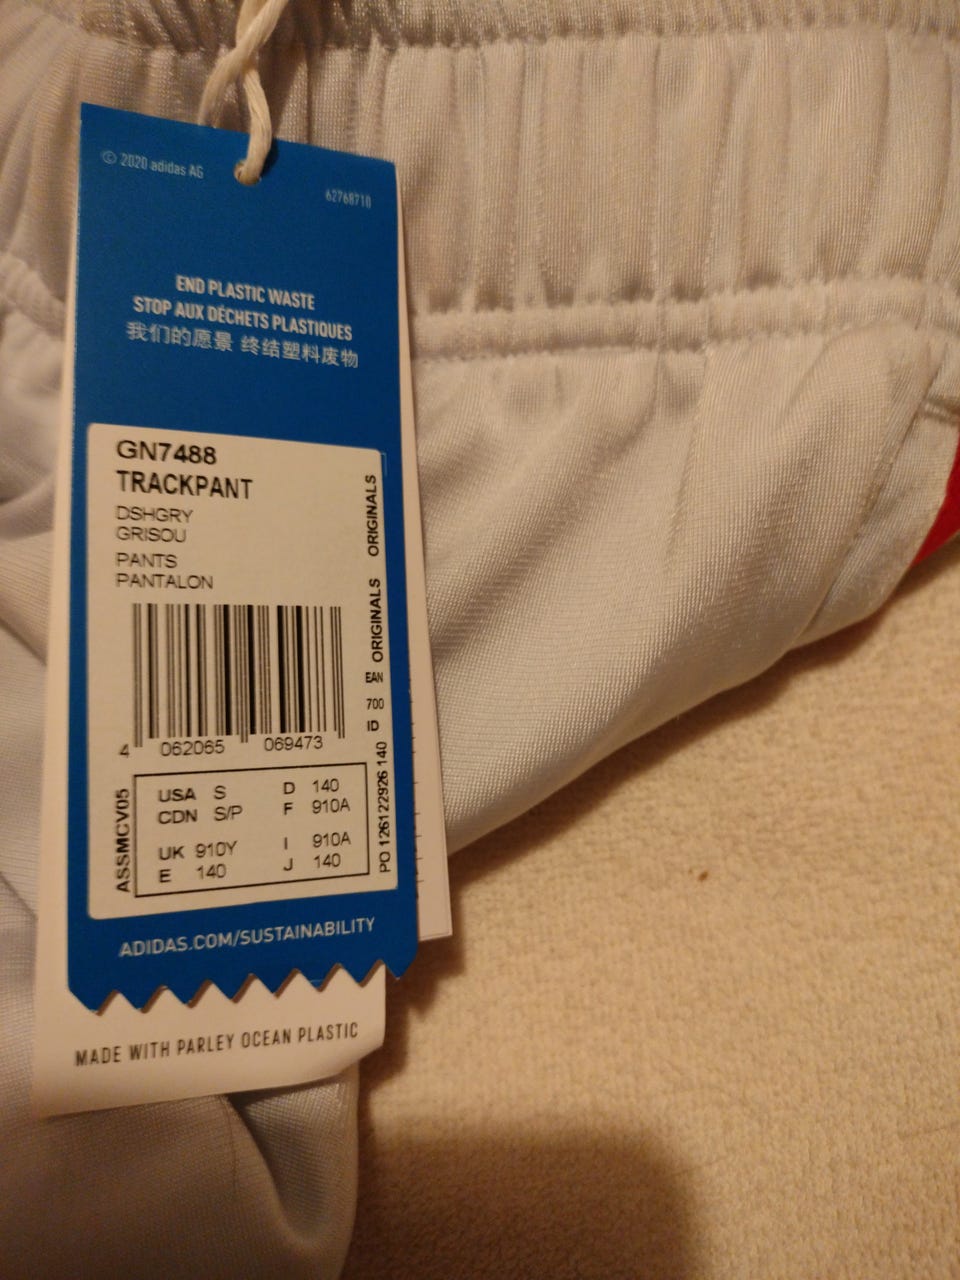 © 2020 adidas AG
62768710
END PLASTIC WASTE
STOP AUX DÉCHETS PLASTIQUES
我们的愿景 终结塑料废物
GN7488
TRACKPANT
DSHGRY
GRISOU
PANTS
PANTALON
ORIGINALS ORIGINALS
EAN
700
ID
4 062065 069473
PO 126122926 140
ASSMCV05
USA S D 140
CDN S/P F 910A
UK 910Y I 910A
E 140 J 140
ADIDAS.COM/SUSTAINABILITY
MADE WITH PARLEY OCEAN PLASTIC